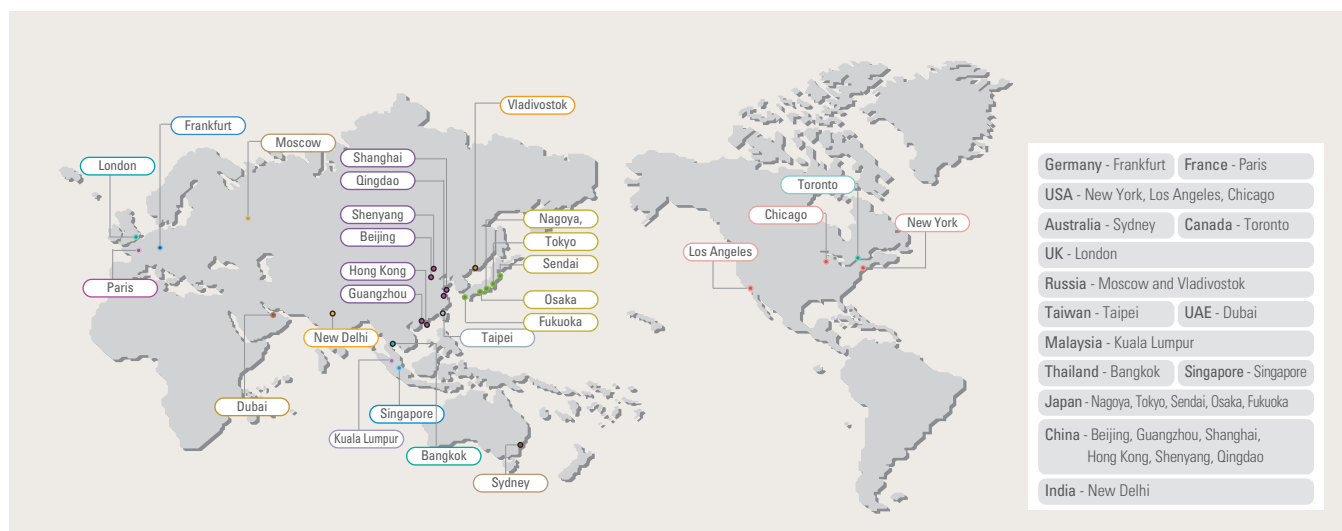 Vladivostok
Frankfurt
Moscow
London
Shanghai
Qingdao
Toronto
Shenyang
Nagoya,
Chicago
New York
Beijing
Tokyo
Los Angeles
Sendai
Hong Kong
Paris
Guangzhou
Osaka
Fukuoka
New Delhi
Taipei
Dubai
Singapore
Kuala Lumpur
Bangkok
Sydney
Germany - Frankfurt
France - Paris
USA - New York, Los Angeles, Chicago
Australia - Sydney
Canada - Toronto
UK - London
Russia - Moscow and Vladivostok
Taiwan - Taipei
UAE - Dubai
Malaysia - Kuala Lumpur
Thailand - Bangkok
Singapore - Singapore
Japan - Nagoya, Tokyo, Sendai, Osaka, Fukuoka
China - Beijing, Guangzhou, Shanghai,
Hong Kong, Shenyang, Qingdao
India - New Delhi